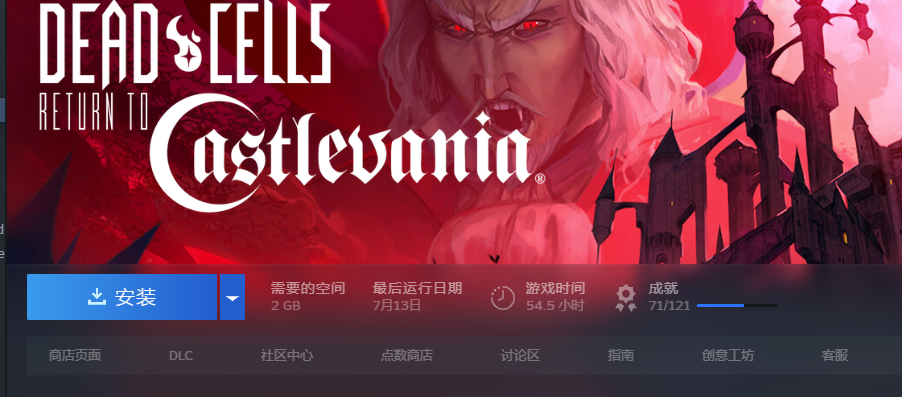 DEAD CELLS
RETURN TO
Castlevania®
安装
需要的空间
2 GB
最后运行日期
7月13日
游戏时间
54.5 小时
成就
71/121
商店页面 DLC 社区中心 点数商店 讨论区 指南 创意工坊 客服